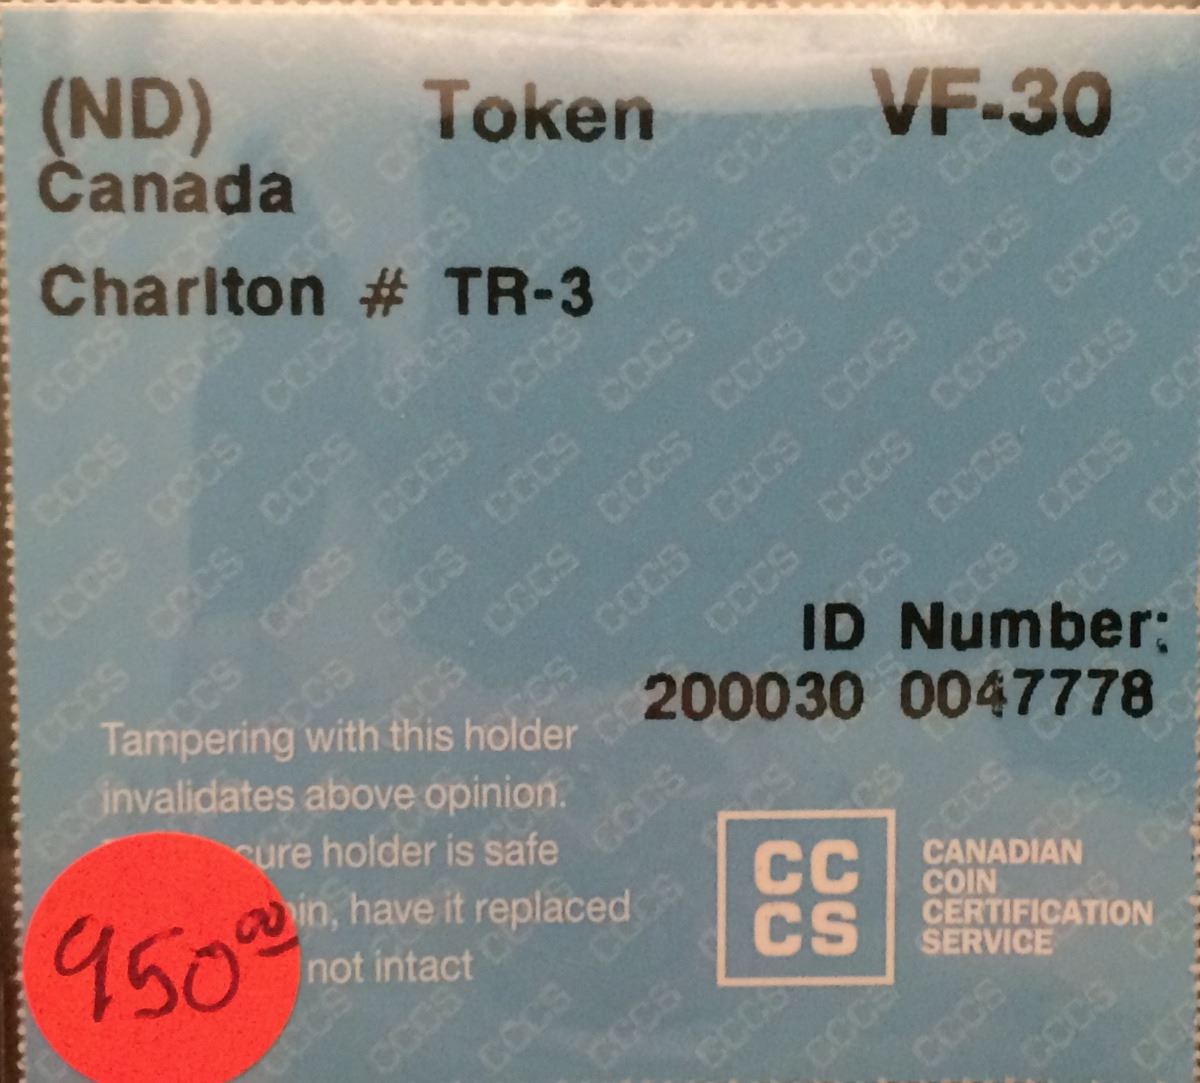 (ND) Token VF-30
Canada
Charlton # TR-3
ID Number:
200030 0047778
Tampering with this holder
invalidates above opinion.
cure holder is safe
in, have it replaced
not intact
950.00
CC
CS
CANADIAN
COIN
CERTIFICATION
SERVICE